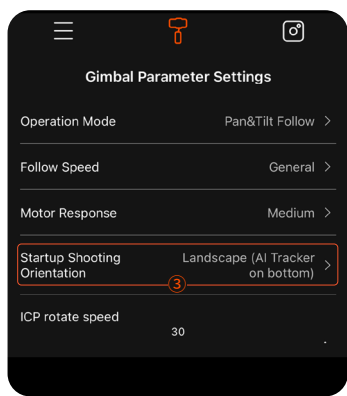 Gimbal Parameter Settings
Operation Mode Pan&Tilt Follow >
Follow Speed General >
Motor Response Medium >
Startup Shooting Landscape (AI Tracker
Orientation on bottom) >
③
ICP rotate speed
30